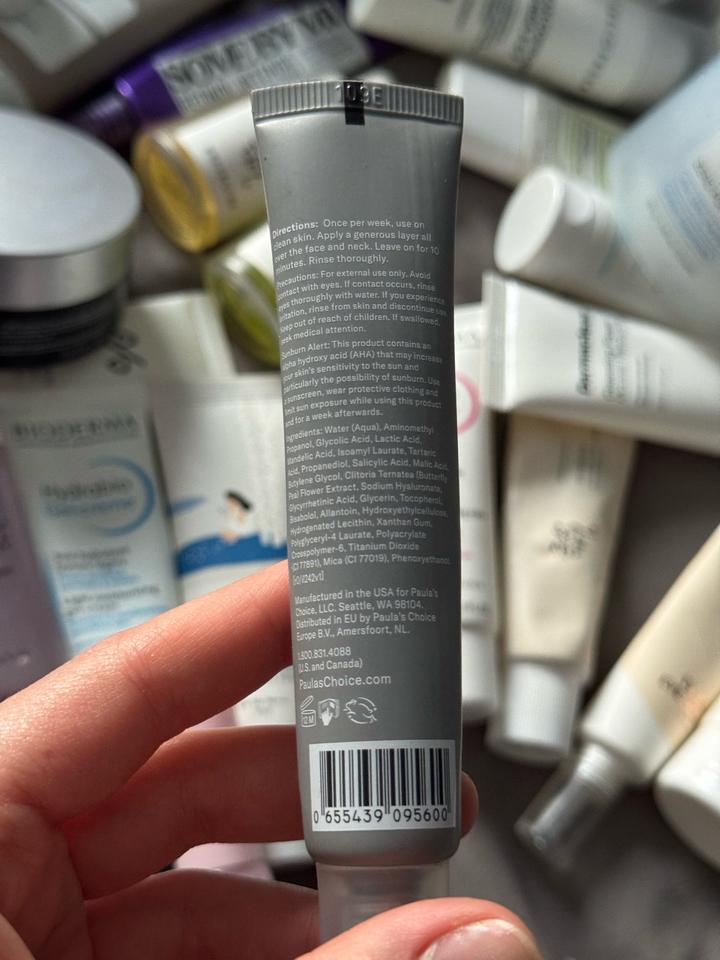 SOME BY MI
109E
Directions: Once per week, use on
clean skin. Apply a generous layer all
over the face and neck. Leave on for 10
minutes. Rinse thoroughly.
Precautions: For external use only. Avoid
contact with eyes. If contact occurs, rinse
eyes thoroughly with water. If you experience
irritation, rinse from skin and discontinue use.
Keep out of reach of children. If swallowed,
seek medical attention.
Sunburn Alert: This product contains an
alpha hydroxy acid (AHA) that may increase
your skin's sensitivity to the sun and
particularly the possibility of sunburn. Use
a sunscreen, wear protective clothing and
limit sun exposure while using this product
and for a week afterwards.
Ingredients: Water (Aqua), Aminomethyl
Propanol, Glycolic Acid, Lactic Acid,
Mandelic Acid, Isoamyl Laurate, Tartaric
Acid, Propanediol, Salicylic Acid, Malic Acid,
Butylene Glycol, Clitoria Ternatea (Butterfly
Pea) Flower Extract, Sodium Hyaluronate,
Glycyrrhetinic Acid, Glycerin, Tocopherol,
Bisabolol, Allantoin, Hydroxyethylcellulose,
Hydrogenated Lecithin, Xanthan Gum,
Polyglyceryl-4 Laurate, Polyacrylate
Crosspolymer-6, Titanium Dioxide
(CI 77891), Mica (CI 77019), Phenoxyethanol.
Manufactured in the USA for Paula's
Choice, LLC. Seattle, WA 98104.
Distributed in EU by Paula's Choice
Europe B.V., Amersfoort, NL.
1.800.831.4088
(U.S. and Canada)
PaulasChoice.com
12 M
0 655439 095600
BIODERMA
Hydrabio